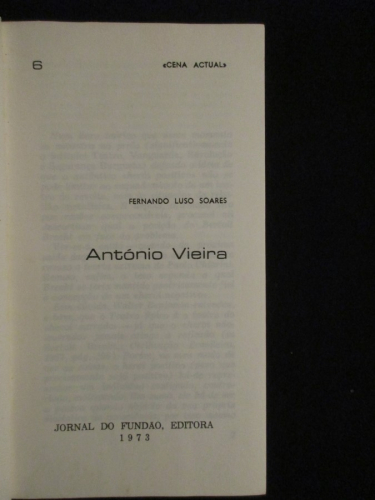 6 «CENA ACTUAL»
FERNANDO LUSO SOARES
António Vieira
JORNAL DO FUNDÃO, EDITORA
1973